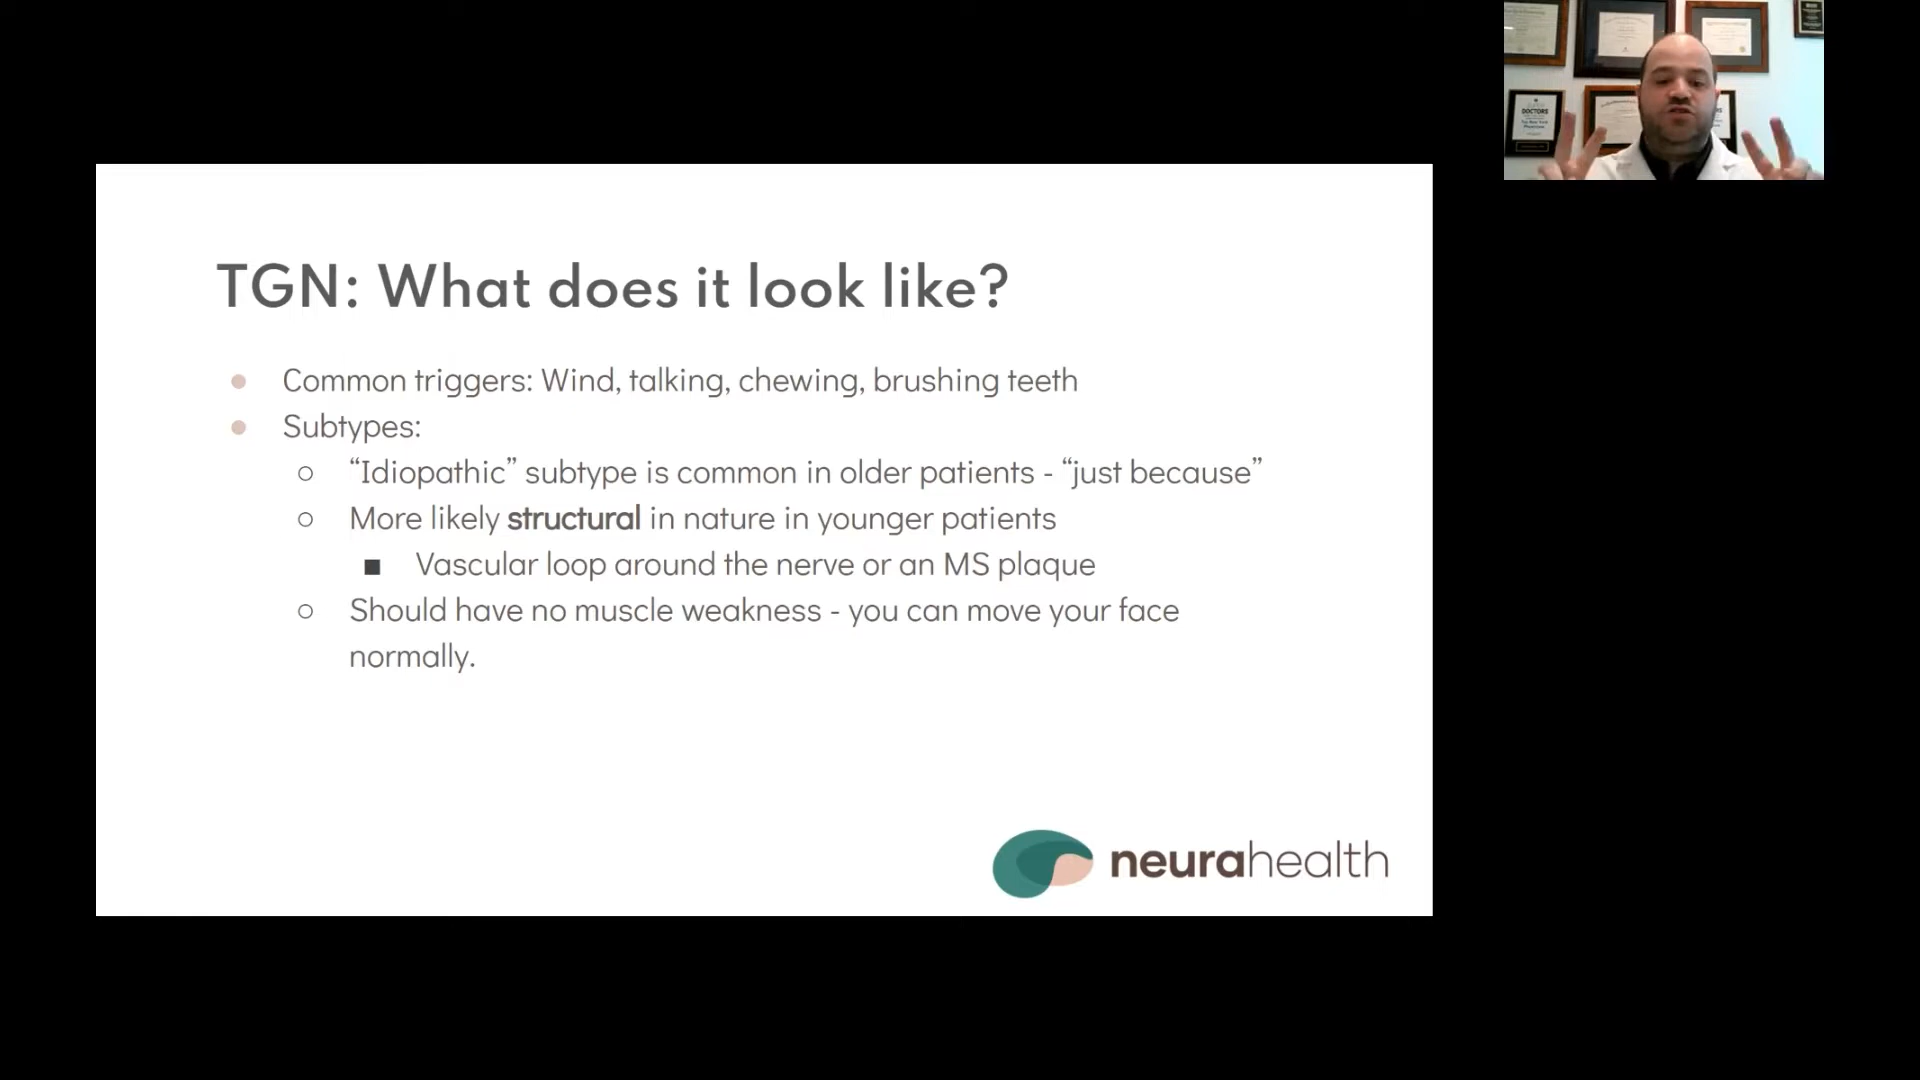 DOCTORS
TGN: What does it look like?
Common triggers: Wind, talking, chewing, brushing teeth
Subtypes:
“Idiopathic” subtype is common in older patients - “just because”
More likely structural in nature in younger patients
Vascular loop around the nerve or an MS plaque
Should have no muscle weakness - you can move your face
normally.
neurahealth